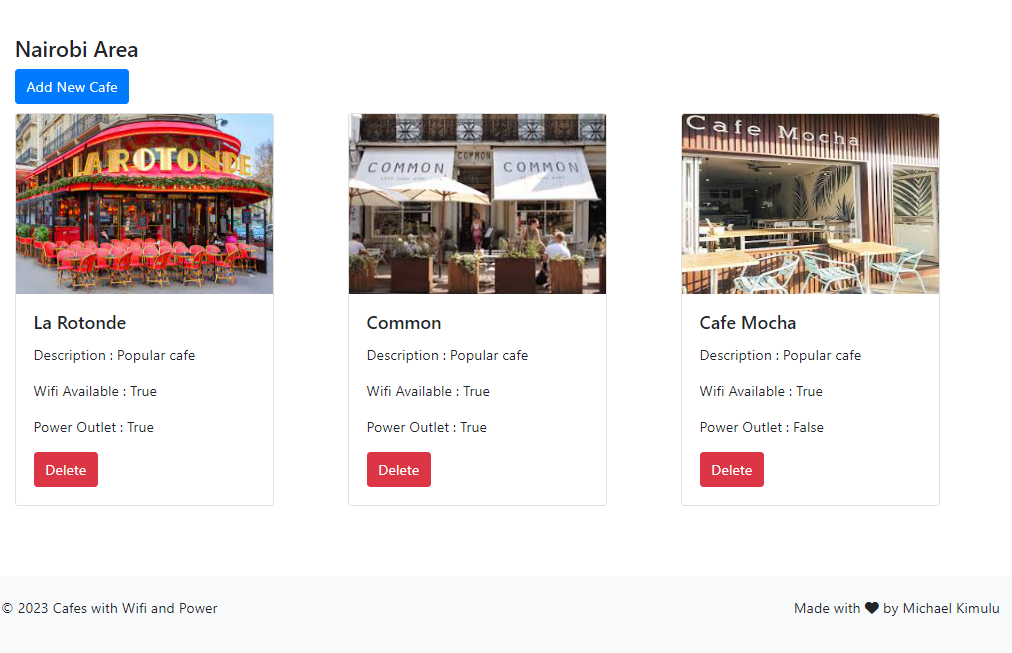 Nairobi Area
Add New Cafe
LA ROTONDE
COMMON
COMMON
COMMON
Cafe Mocha
La Rotonde
Description : Popular cafe
Wifi Available : True
Power Outlet : True
Delete
Common
Description : Popular cafe
Wifi Available : True
Power Outlet : True
Delete
Cafe Mocha
Description : Popular cafe
Wifi Available : True
Power Outlet : False
Delete
© 2023 Cafes with Wifi and Power
Made with ♥ by Michael Kimulu